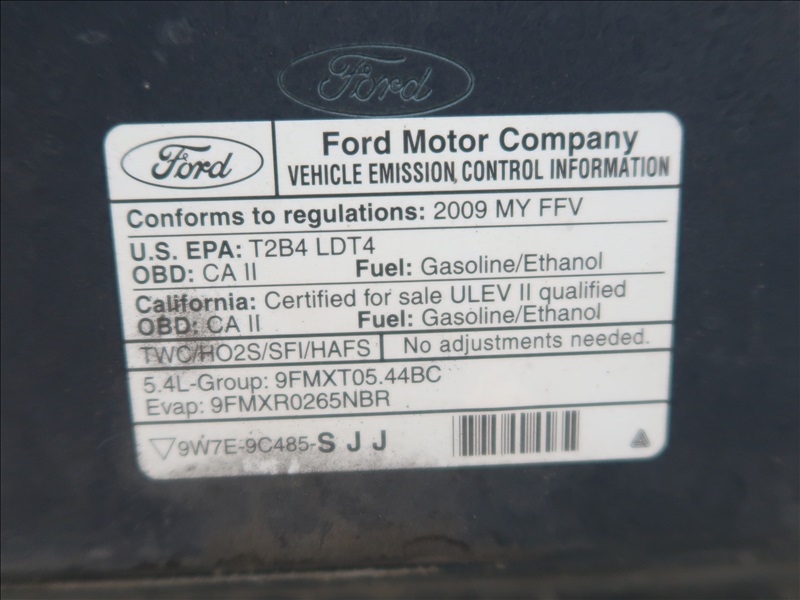 Ford
Ford
Ford Motor Company
VEHICLE EMISSION CONTROL INFORMATION
Conforms to regulations: 2009 MY FFV
U.S. EPA: T2B4 LDT4
OBD: CA II Fuel: Gasoline/Ethanol
California: Certified for sale ULEV II qualified
OBD: CA II Fuel: Gasoline/Ethanol
TWC/HO2S/SFI/HAFS No adjustments needed.
5.4L-Group: 9FMXT05.44BC
Evap: 9FMXR0265NBR
9W7E-9C485-SJJ